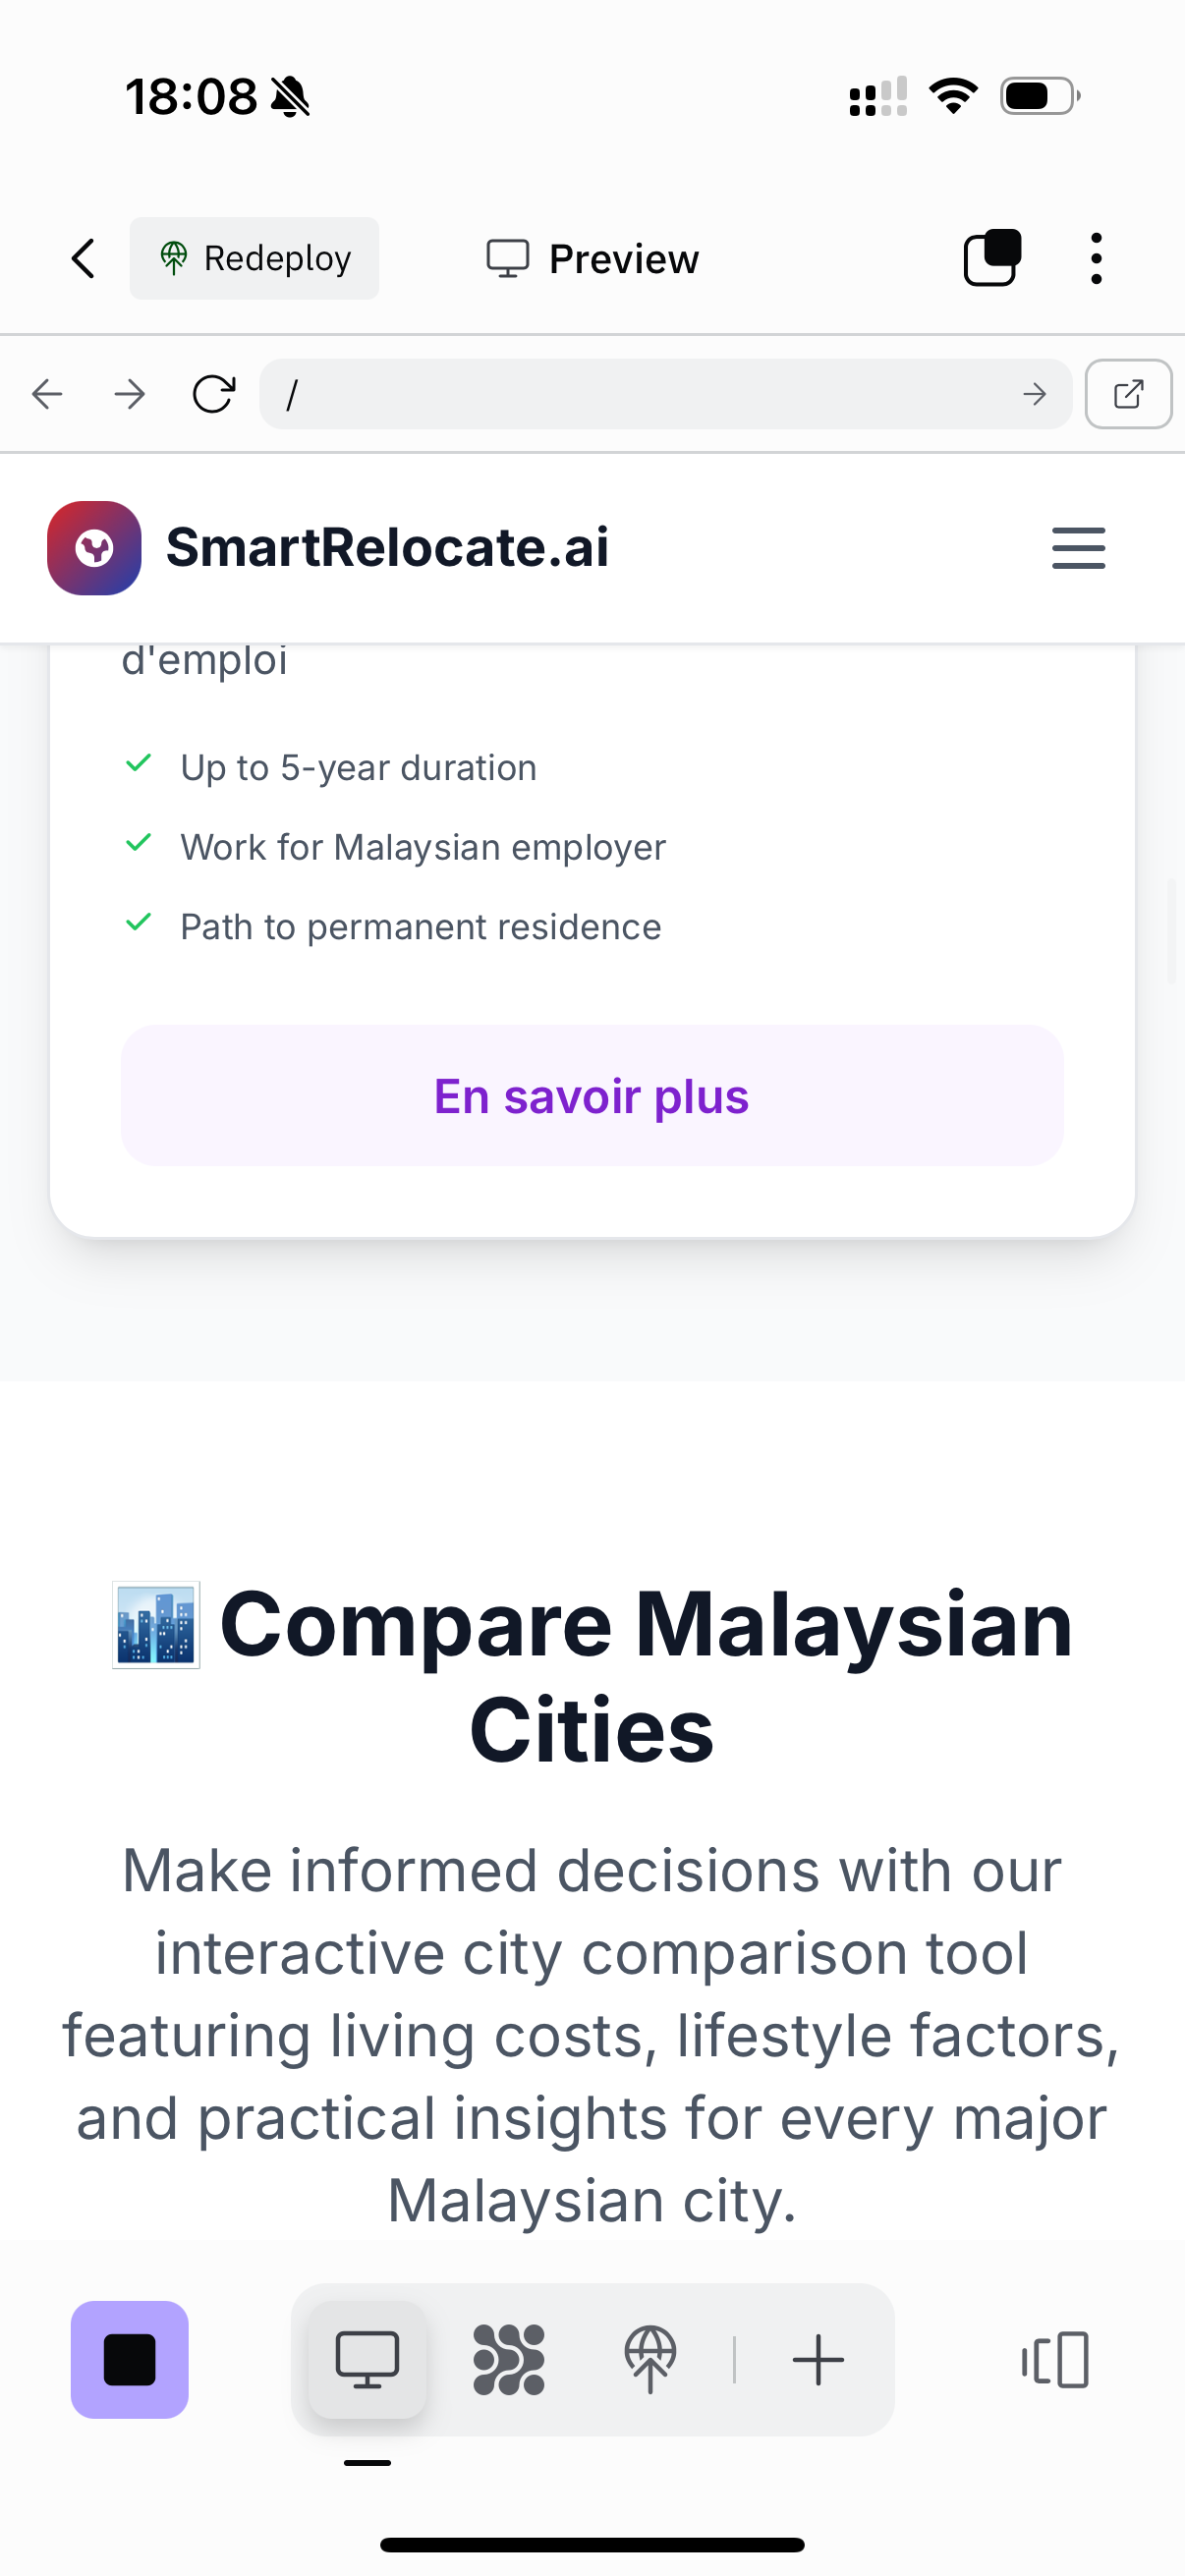 18:08
Redeploy
Preview
/
SmartRelocate.ai
d'emploi
Up to 5-year duration
Work for Malaysian employer
Path to permanent residence
En savoir plus
Compare Malaysian
Cities
Make informed decisions with our
interactive city comparison tool
featuring living costs, lifestyle factors,
and practical insights for every major
Malaysian city.